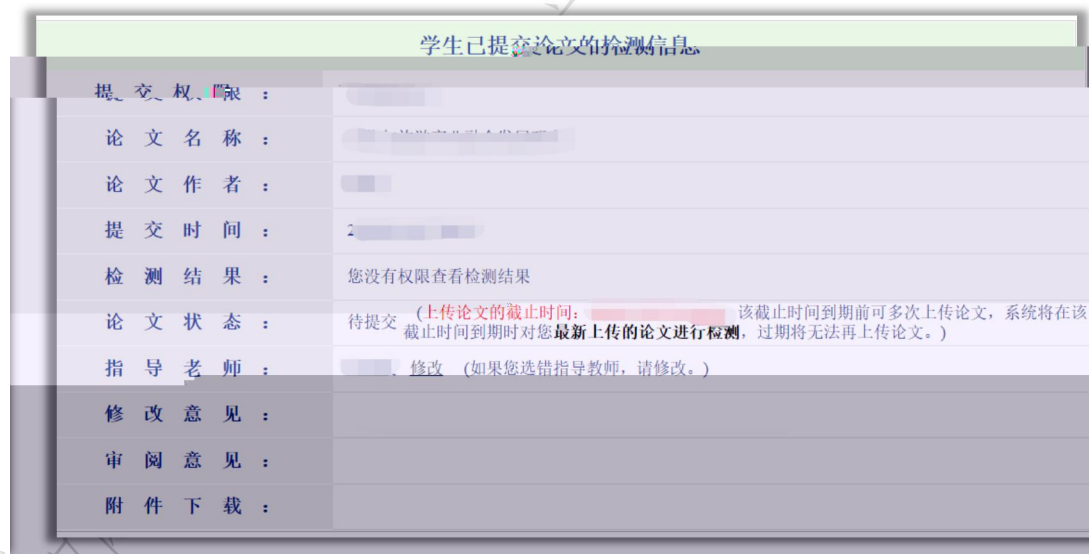 学生已提交论文的检测信息
提 交 权 限 ：
论 文 名 称 ：
论 文 作 者 ：
提 交 时 间 ： 2
检 测 结 果 ： 您没有权限查看检测结果
论 文 状 态 ： 待提交 (上传论文的截止时间： 该截止时间到期前可多次上传论文，系统将在该
截止时间到期时对您最新上传的论文进行检测，过期将无法再上传论文。)
指 导 老 师 ： 、修改 (如果您选错指导教师，请修改。)
修 改 意 见 ：
审 阅 意 见 ：
附 件 下 载 ：